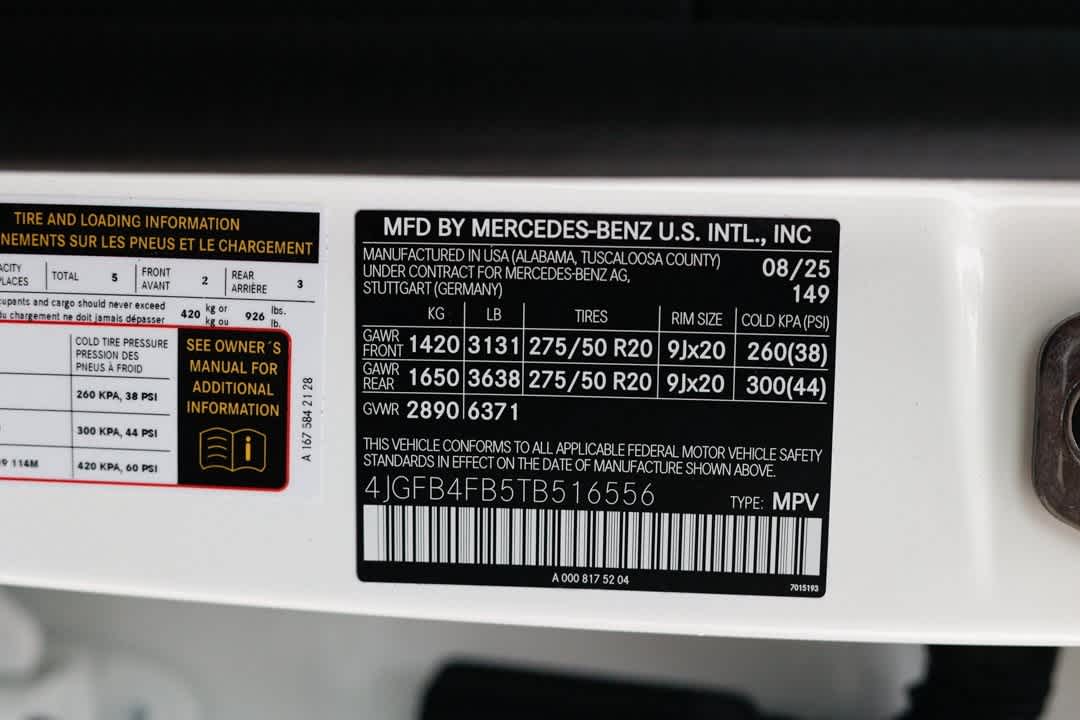 TIRE AND LOADING INFORMATION
NEMENTS SUR LES PNEUS ET LE CHARGEMENT
ACITY TOTAL 5 FRONT 2 REAR 3
PLACES AVANT ARRIÈRE
cupants and cargo should never exceed 420 kg or 926 lbs.
du chargement ne doit jamais dépasser kg ou lb.
COLD TIRE PRESSURE
PRESSION DES
PNEUS À FROID
260 KPA, 38 PSI
300 KPA, 44 PSI
99 114M 420 KPA, 60 PSI
SEE OWNER´S
MANUAL FOR
ADDITIONAL
INFORMATION
i
A 167 584 21 28
MFD BY MERCEDES-BENZ U.S. INTL., INC
MANUFACTURED IN USA (ALABAMA, TUSCALOOSA COUNTY) 08/25
UNDER CONTRACT FOR MERCEDES-BENZ AG,
STUTTGART (GERMANY) 149
KG LB TIRES RIM SIZE COLD KPA (PSI)
GAWR FRONT 1420 3131 275/50 R20 9Jx20 260(38)
GAWR REAR 1650 3638 275/50 R20 9Jx20 300(44)
GVWR 2890 6371
THIS VEHICLE CONFORMS TO ALL APPLICABLE FEDERAL MOTOR VEHICLE SAFETY
STANDARDS IN EFFECT ON THE DATE OF MANUFACTURE SHOWN ABOVE.
4JGFB4FB5TB516556 TYPE: MPV
A 000 817 52 04 7015193